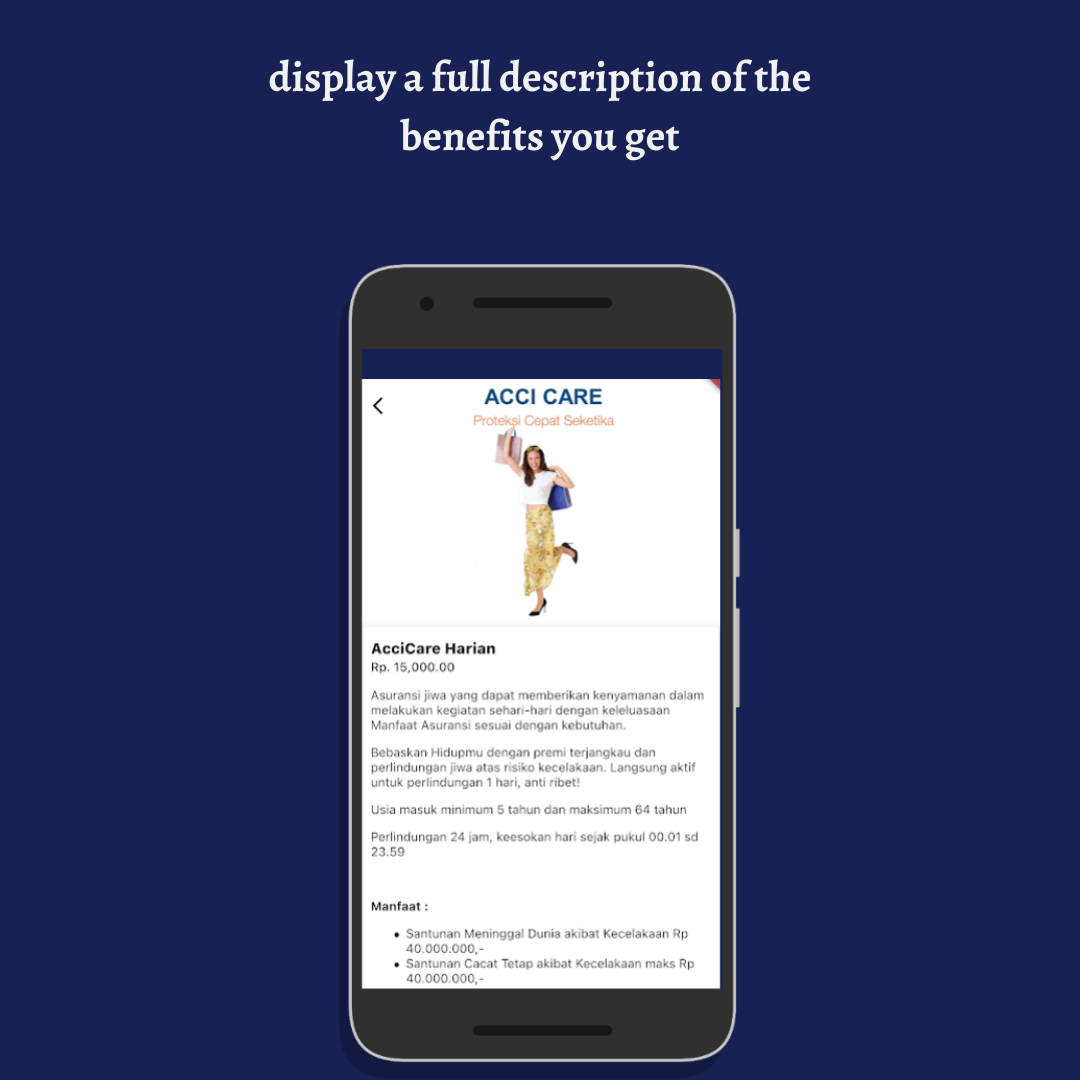 display a full description of the
benefits you get
ACCI CARE
Proteksi Cepat Seketika
AcciCare Harian
Rp. 15,000.00
Asuransi jiwa yang dapat memberikan kenyamanan dalam
melakukan kegiatan sehari-hari dengan keleluasaan
Manfaat Asuransi sesuai dengan kebutuhan.
Bebaskan Hidupmu dengan premi terjangkau dan
perlindungan jiwa atas risiko kecelakaan. Langsung aktif
untuk perlindungan 1 hari, anti ribet!
Usia masuk minimum 5 tahun dan maksimum 64 tahun
Perlindungan 24 jam, keesokan hari sejak pukul 00.01 sd
23.59
Manfaat :
• Santunan Meninggal Dunia akibat Kecelakaan Rp
40.000.000,-
• Santunan Cacat Tetap akibat Kecelakaan maks Rp
40.000.000,-